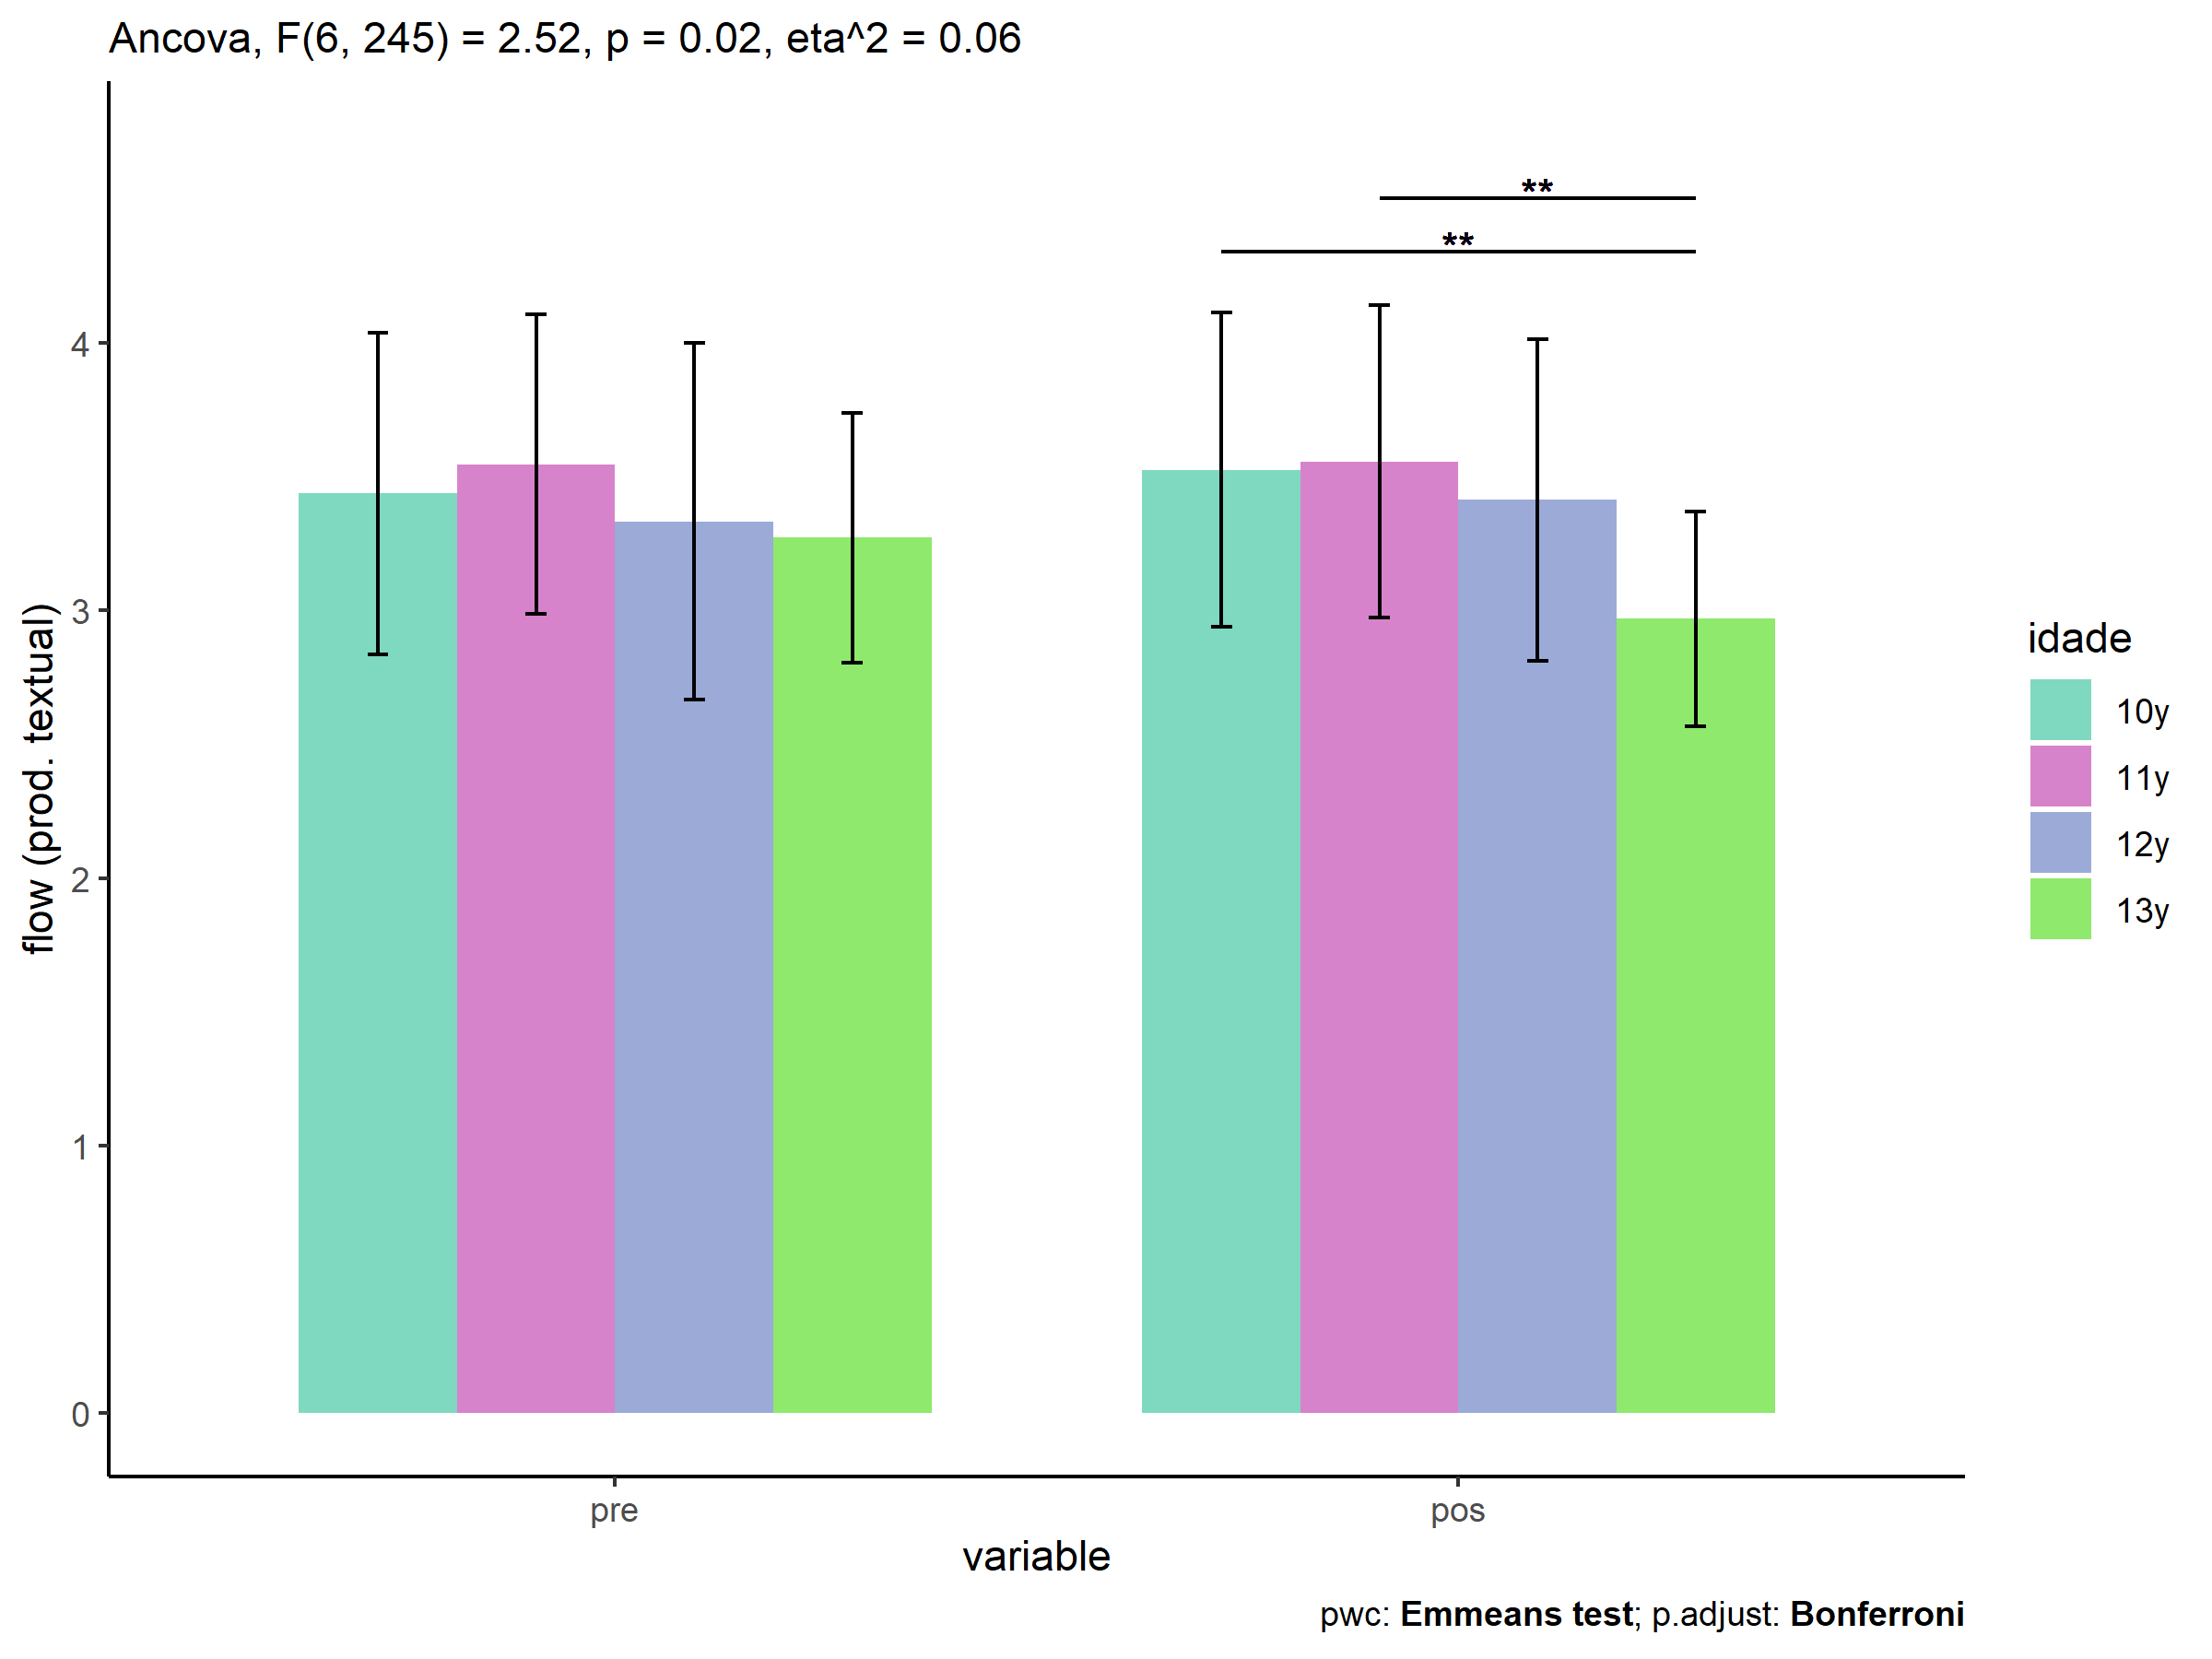 Ancova, F(6, 245) = 2.52, p = 0.02, eta^2 = 0.06
**
**
4
3
2
1
0
flow (prod. textual)
pre
pos
variable
idade
10y
11y
12y
13y
pwc: Emmeans test; p.adjust: Bonferroni